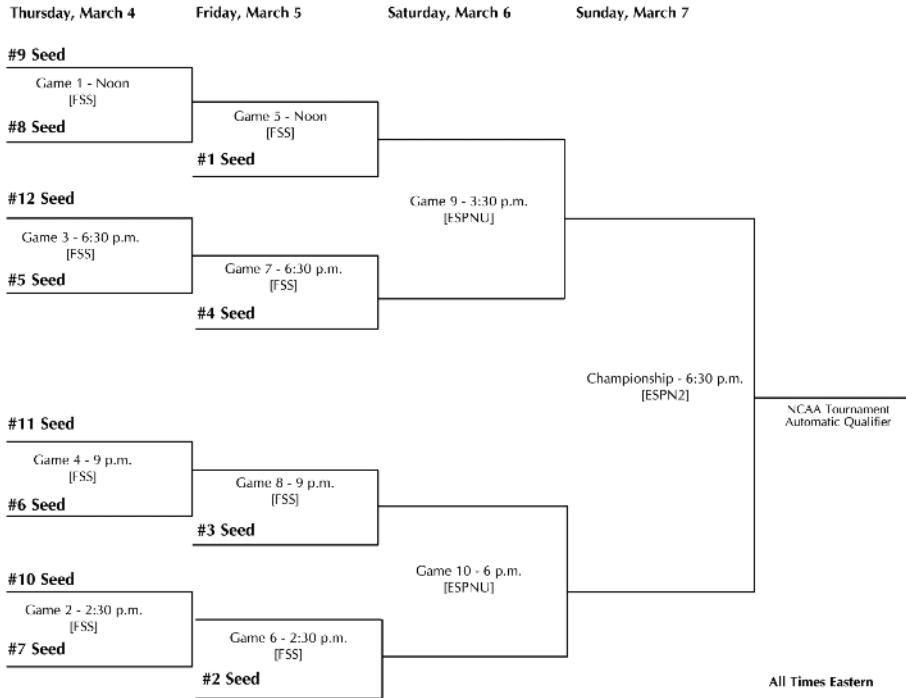 Thursday, March 4
Friday, March 5
Saturday, March 6
Sunday, March 7
#9 Seed
Game 1 - Noon
[FSS]
#8 Seed
Game 5 - Noon
[FSS]
#1 Seed
#12 Seed
Game 3 - 6:30 p.m.
[FSS]
#5 Seed
Game 7 - 6:30 p.m.
[FSS]
#4 Seed
Game 9 - 3:30 p.m.
[ESPNU]
#11 Seed
Game 4 - 9 p.m.
[FSS]
#6 Seed
Game 8 - 9 p.m.
[FSS]
#3 Seed
#10 Seed
Game 2 - 2:30 p.m.
[FSS]
#7 Seed
Game 6 - 2:30 p.m.
[FSS]
#2 Seed
Game 10 - 6 p.m.
[ESPNU]
Championship - 6:30 p.m.
[ESPN2]
NCAA Tournament
Automatic Qualifier
All Times Eastern